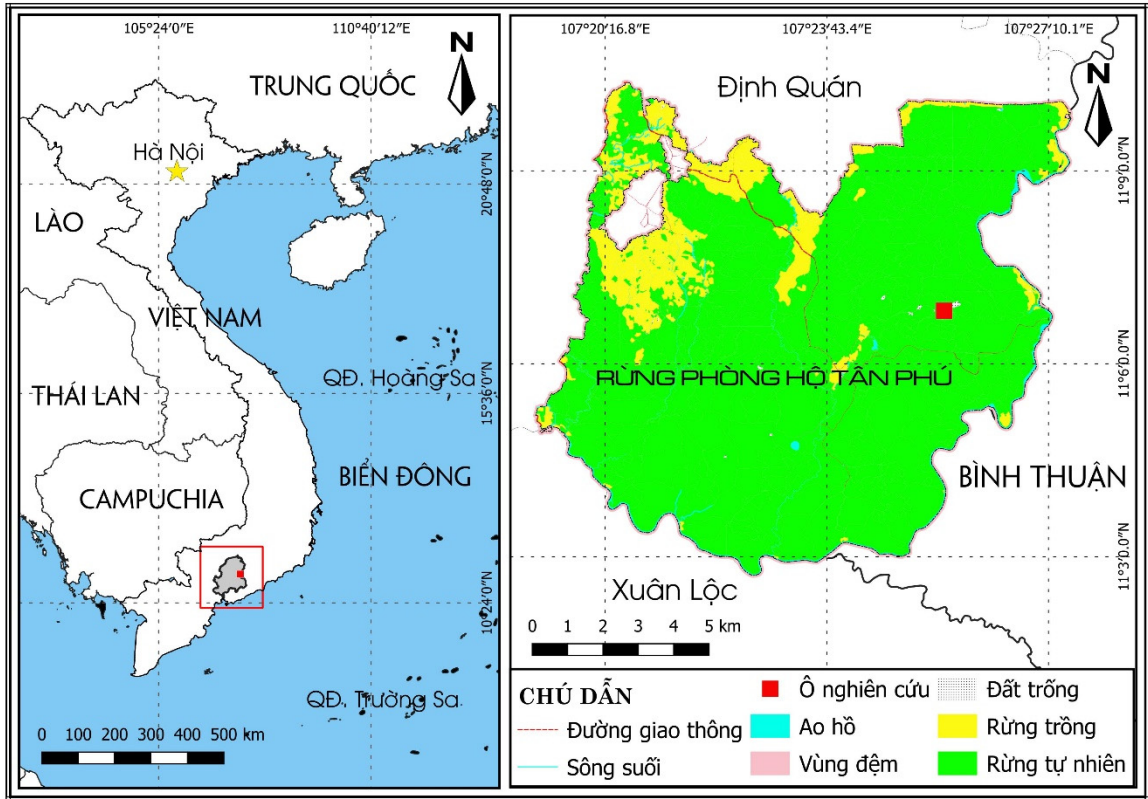 105°24'0"E
110°40'12"E
N
TRUNG QUỐC
Hà Nội
20°48'0"N
LÀO
VIỆT NAM
QĐ. Hoàng Sa
15°36'0"N
THÁI LAN
BIỂN ĐÔNG
CAMPUCHIA
10°24'0"N
QĐ. Trường Sa
0 100 200 300 400 500 km
107°20'16.8"E
107°23'43.4"E
107°27'10.1"E
N
Định Quán
11°9'0.0"N
11°6'0.0"N
RỪNG PHÒNG HỘ TÂN PHÚ
BÌNH THUẬN
11°3'0.0"N
Xuân Lộc
0 1 2 3 4 5 km
CHÚ DẪN
Đường giao thông
Sông suối
Ô nghiên cứu
Ao hồ
Vùng đệm
Đất trống
Rừng trồng
Rừng tự nhiên